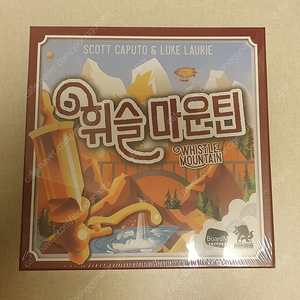 SCOTT CAPUTO & LUKE LAURIE
휘슬 마운틴
WHISTLE
MOUNTAIN